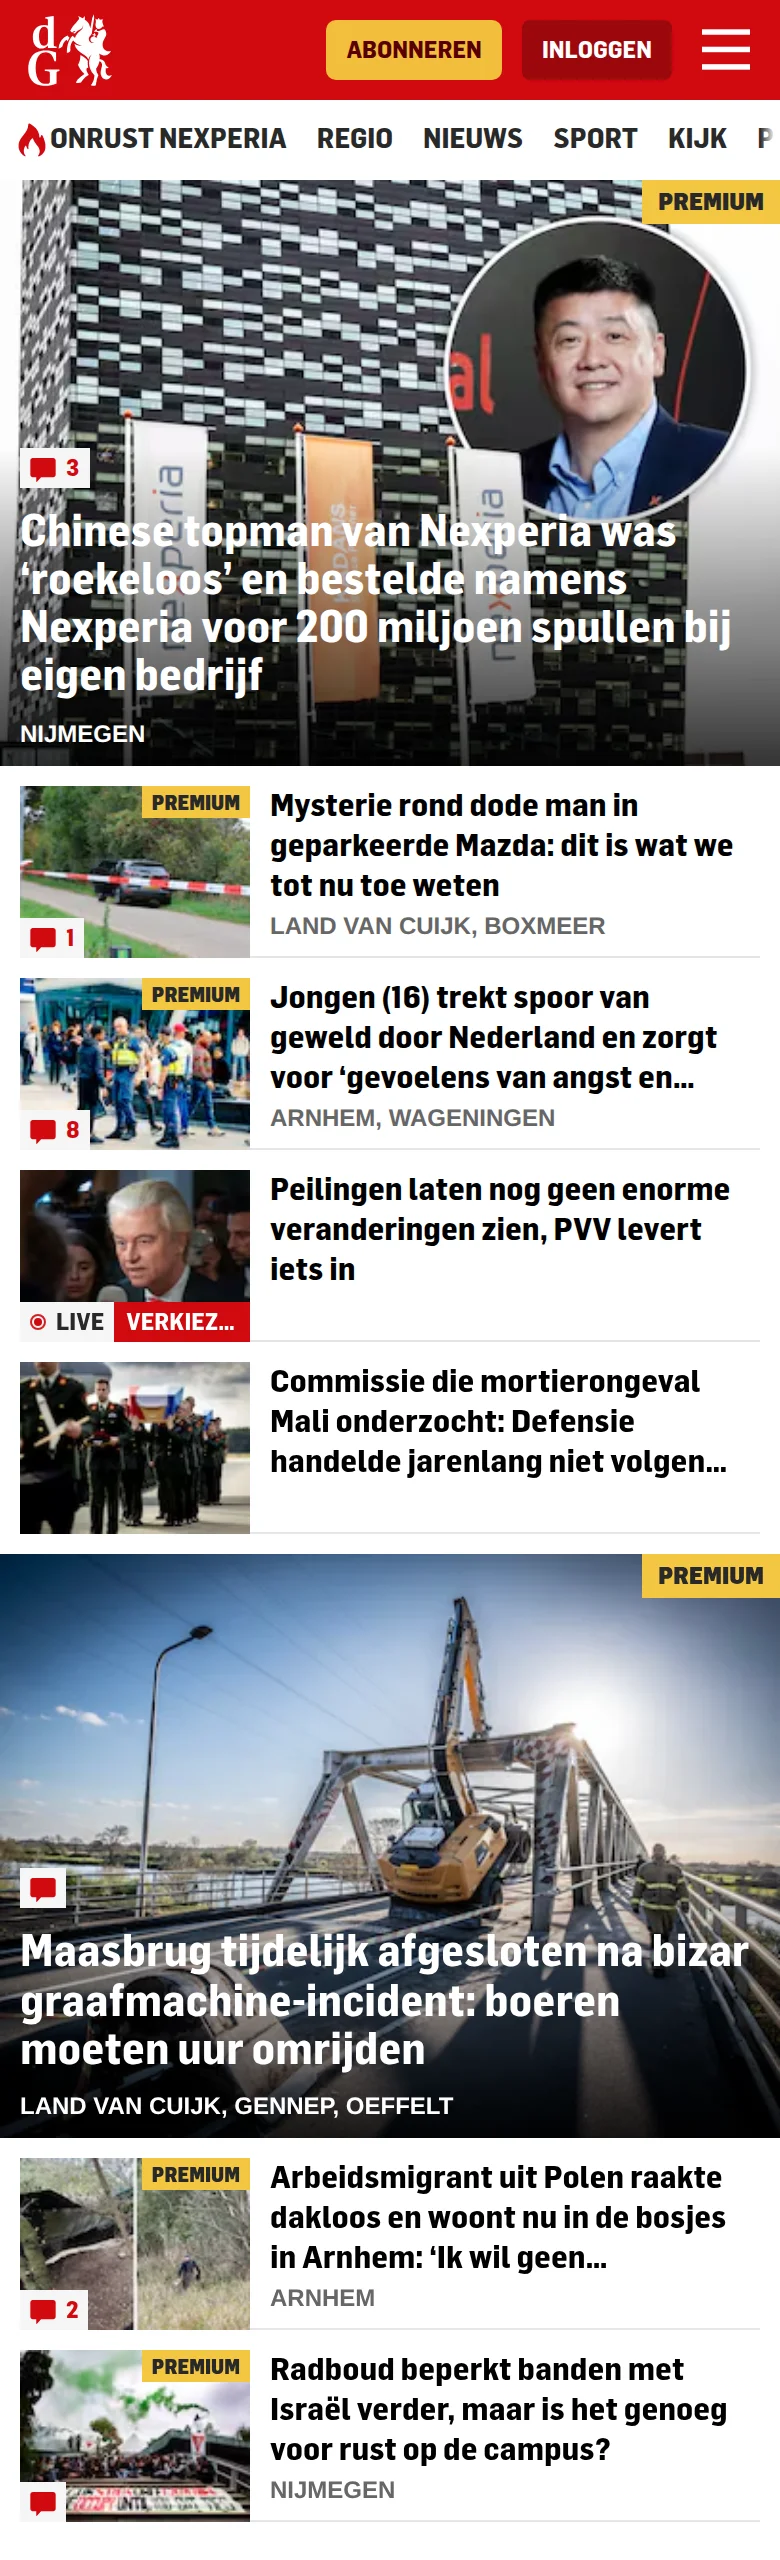 dG
ABONNEREN
INLOGGEN
ONRUST NEXPERIA
REGIO
NIEUWS
SPORT
KIJK
P
PREMIUM
al
nexperia
nexperia
3
Chinese topman van Nexperia was
‘roekeloos’ en bestelde namens
Nexperia voor 200 miljoen spullen bij
eigen bedrijf
NIJMEGEN
PREMIUM
1
Mysterie rond dode man in
geparkeerde Mazda: dit is wat we
tot nu toe weten
LAND VAN CUIJK, BOXMEER
PREMIUM
8
Jongen (16) trekt spoor van
geweld door Nederland en zorgt
voor ‘gevoelens van angst en...
ARNHEM, WAGENINGEN
LIVE
VERKIEZ...
Peilingen laten nog geen enorme
veranderingen zien, PVV levert
iets in
Commissie die mortierongeval
Mali onderzocht: Defensie
handelde jarenlang niet volgen...
PREMIUM
Maasbrug tijdelijk afgesloten na bizar
graafmachine-incident: boeren
moeten uur omrijden
LAND VAN CUIJK, GENNEP, OEFFELT
PREMIUM
2
Arbeidsmigrant uit Polen raakte
dakloos en woont nu in de bosjes
in Arnhem: ‘Ik wil geen...
ARNHEM
PREMIUM
Radboud beperkt banden met
Israël verder, maar is het genoeg
voor rust op de campus?
NIJMEGEN